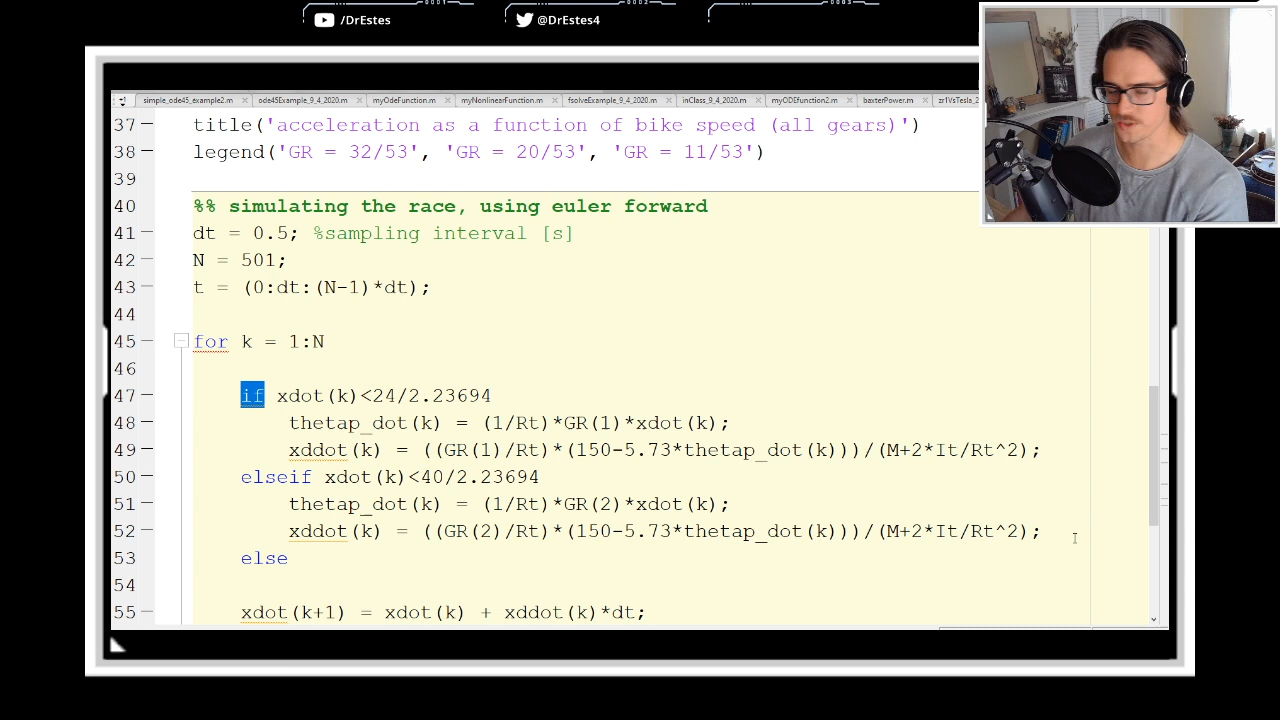 0001
0002
0003
/DrEstes
@DrEstes4
simple_ode45_example2.m
ode45Example_9_4_2020.m
myOdeFunction.m
myNonlinearFunction.m
fsolveExample_9_4_2020.m
inClass_9_4_2020.m
myODEfunction2.m
baxterPower.m
zr1VsTesla_2
37 title('acceleration as a function of bike speed (all gears)')
38 legend('GR = 32/53', 'GR = 20/53', 'GR = 11/53')
39
40 %% simulating the race, using euler forward
41 dt = 0.5; %sampling interval [s]
42 N = 501;
43 t = (0:dt:(N-1)*dt);
44
45 for k = 1:N
46
47 if xdot(k)<24/2.23694
48 thetap_dot(k) = (1/Rt)*GR(1)*xdot(k);
49 xddot(k) = ((GR(1)/Rt)*(150-5.73*thetap_dot(k)))/(M+2*It/Rt^2);
50 elseif xdot(k)<40/2.23694
51 thetap_dot(k) = (1/Rt)*GR(2)*xdot(k);
52 xddot(k) = ((GR(2)/Rt)*(150-5.73*thetap_dot(k)))/(M+2*It/Rt^2);
53 else
54
55 xdot(k+1) = xdot(k) + xddot(k)*dt;